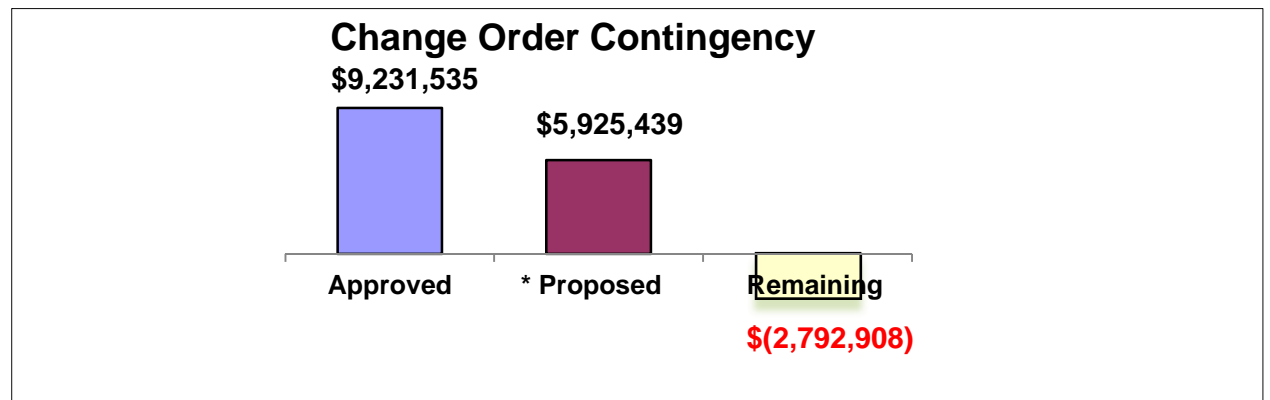 Change Order Contingency
$9,231,535
$5,925,439
Approved
* Proposed
Remaining
$(2,792,908)